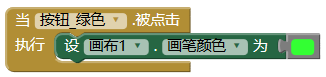 当 按钮_绿色 .被点击
执行 设 画布1 . 画笔颜色 为